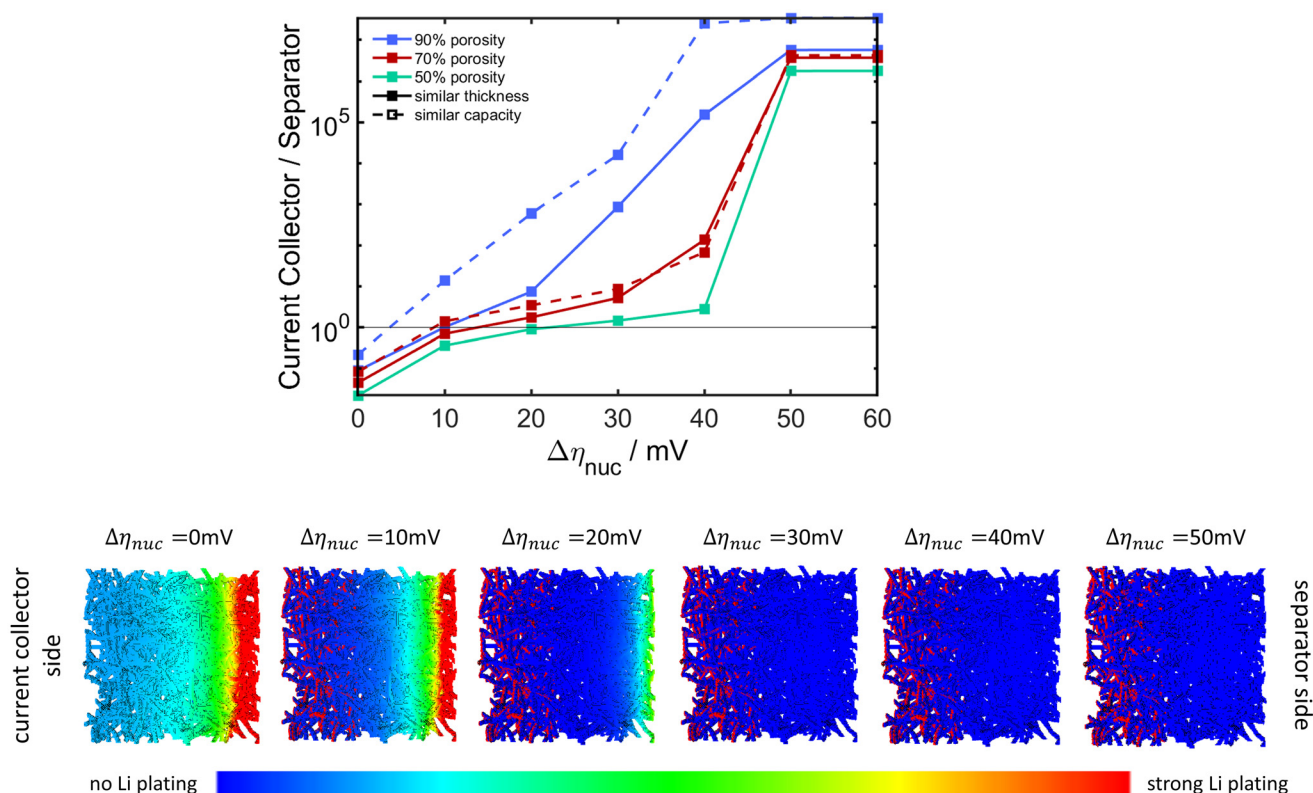 Current Collector / Separator
90% porosity
70% porosity
50% porosity
similar thickness
similar capacity
10^5
10^0
0 10 20 30 40 50 60
Δη_nuc / mV
Δη_nuc =0mV Δη_nuc =10mV Δη_nuc =20mV Δη_nuc =30mV Δη_nuc =40mV Δη_nuc =50mV
current collector
side
separator side
no Li plating strong Li plating